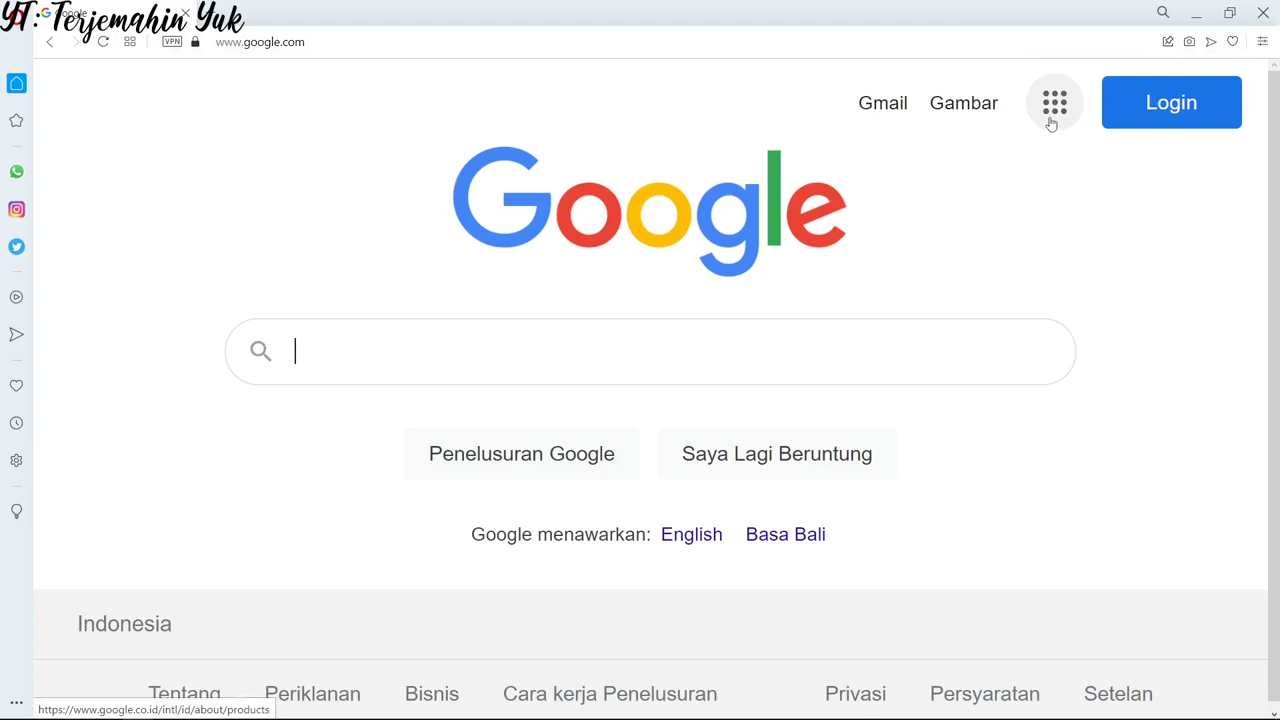 YT: Terjemahin Yuk
VPN www.google.com
Gmail Gambar Login
Google
Penelusuran Google Saya Lagi Beruntung
Google menawarkan: English Basa Bali
Indonesia
Tentang Periklanan Bisnis Cara kerja Penelusuran Privasi Persyaratan Setelan
https://www.google.co.id/intl/id/about/products